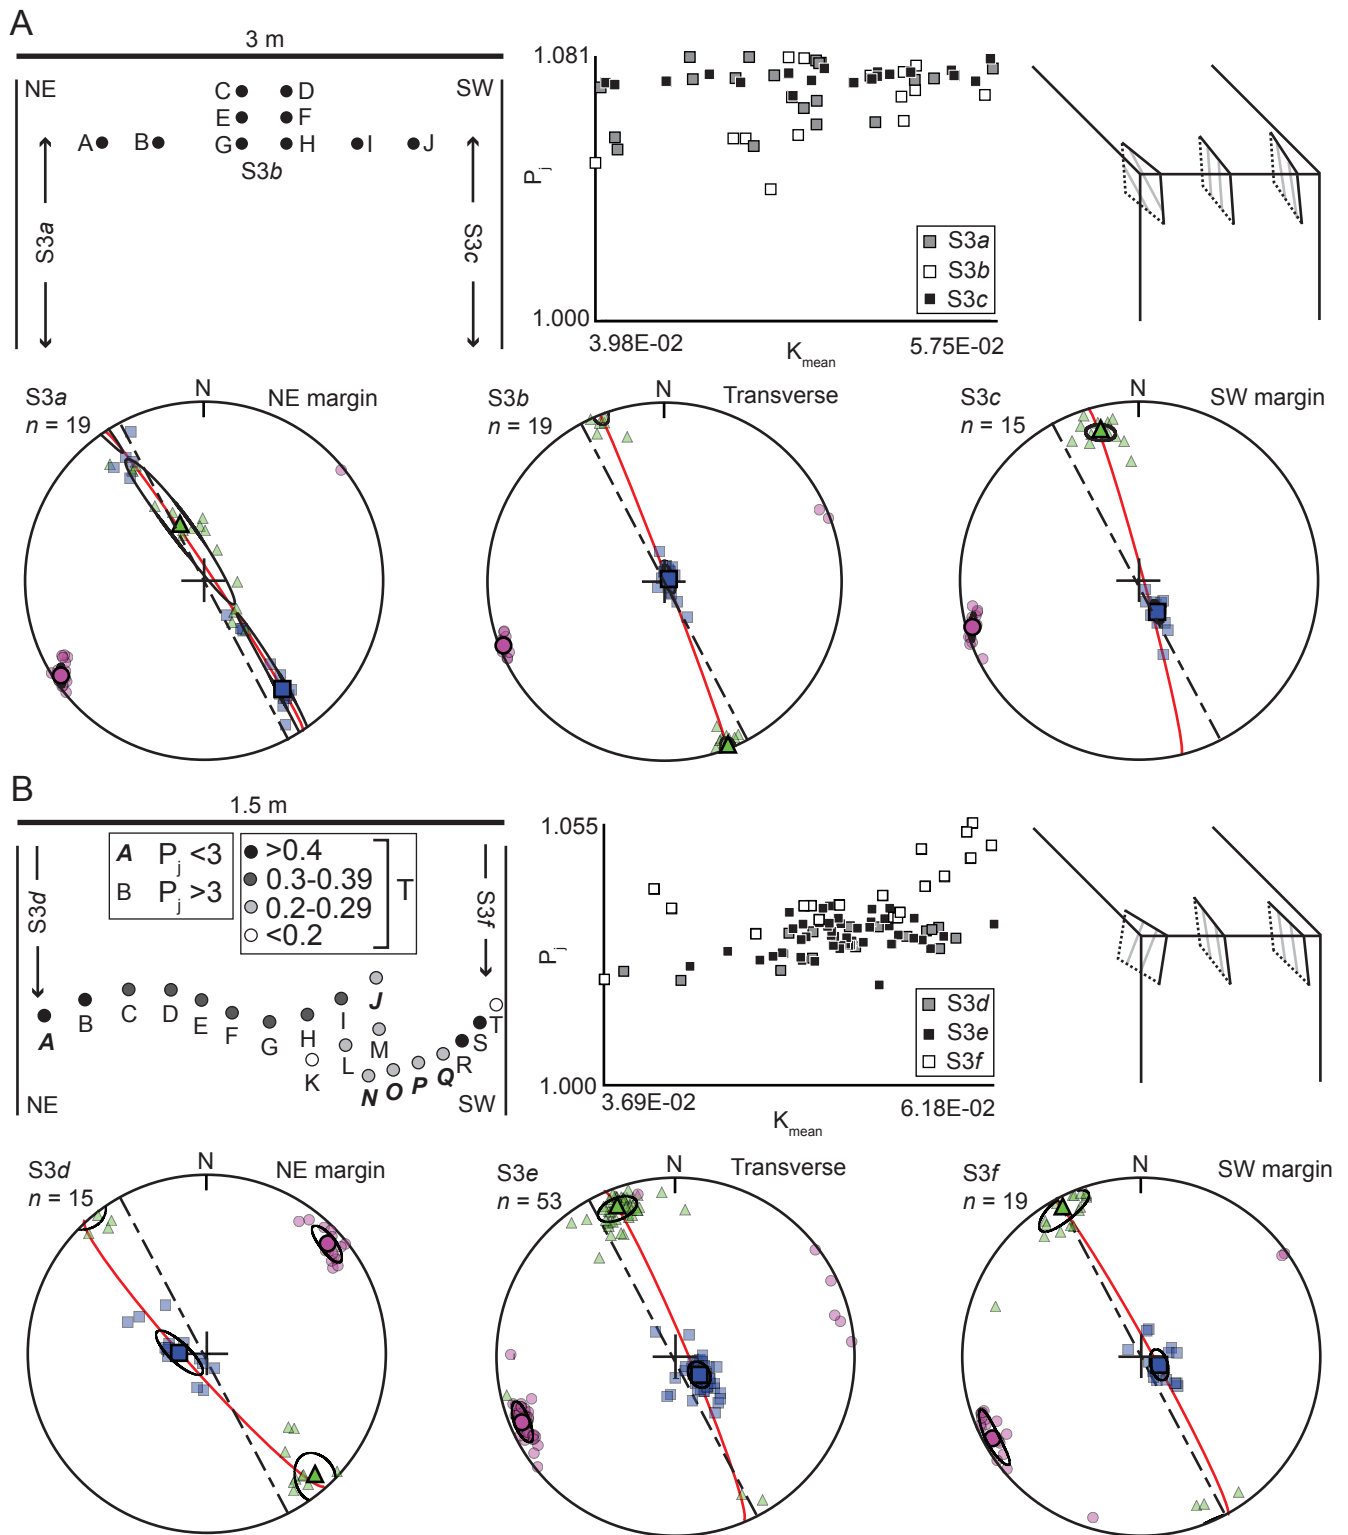 A
3 m
NE
SW
C
D
E
F
A
B
G
H
I
J
S3b
S3a
S3c
1.081
Pj
1.000
3.98E-02
Kmean
5.75E-02
S3a
S3b
S3c
S3a
n = 19
N
NE margin
S3b
n = 19
N
Transverse
S3c
n = 15
N
SW margin
B
1.5 m
A Pj <3
B Pj >3
>0.4
0.3-0.39
0.2-0.29
<0.2
T
S3d
S3f
A
B
C
D
E
F
G
H
I
J
K
L
M
N
O
P
Q
R
S
T
NE
SW
1.055
Pj
1.000
3.69E-02
Kmean
6.18E-02
S3d
S3e
S3f
S3d
n = 15
N
NE margin
S3e
n = 53
N
Transverse
S3f
n = 19
N
SW margin